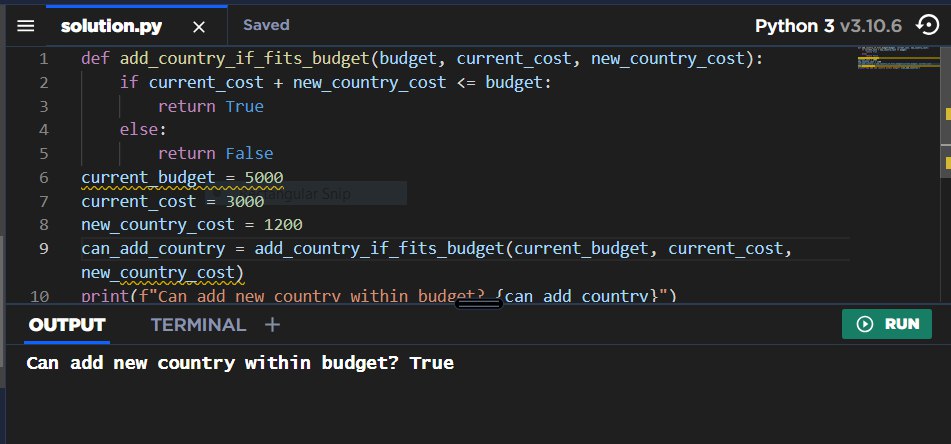 solution.py × Saved Python 3 v3.10.6
1 def add_country_if_fits_budget(budget, current_cost, new_country_cost):
2     if current_cost + new_country_cost <= budget:
3         return True
4     else:
5         return False
6 current_budget = 5000
Rectangular Snip
7 current_cost = 3000
8 new_country_cost = 1200
9 can_add_country = add_country_if_fits_budget(current_budget, current_cost,
new_country_cost)
10 print(f"Can add new country within budget? {can_add_country}")
OUTPUT TERMINAL + RUN
Can add new country within budget? True